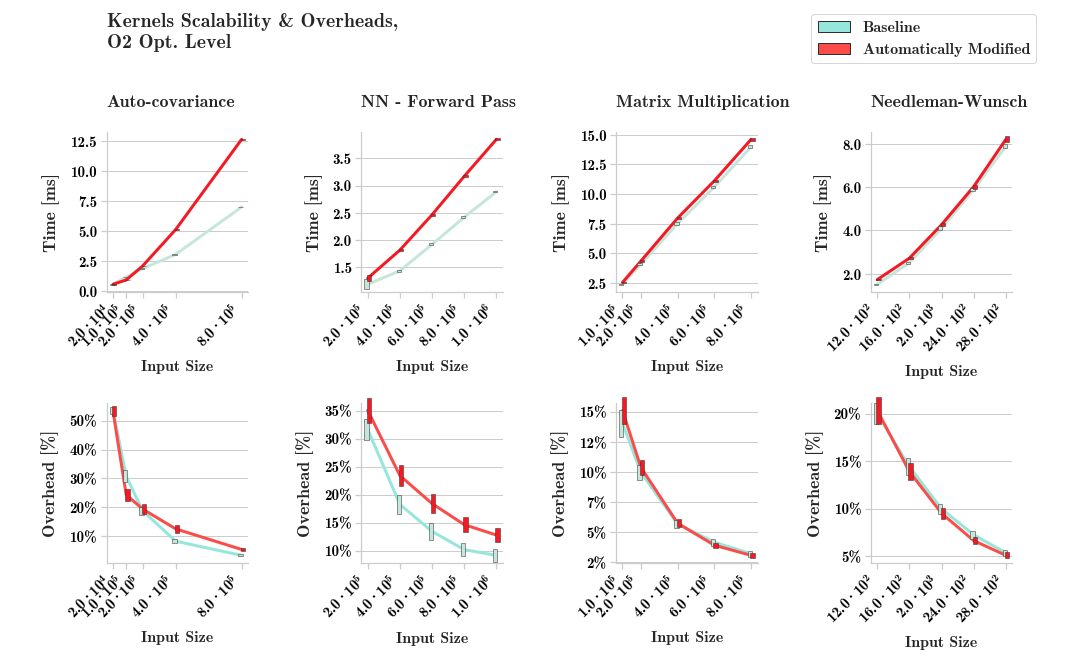 Kernels Scalability & Overheads,
O2 Opt. Level
Baseline
Automatically Modified
Auto-covariance
NN - Forward Pass
Matrix Multiplication
Needleman-Wunsch
Time [ms]
12.5
10.0
7.5
5.0
2.5
0.0
2.0 · 10⁴
1.0 · 10⁵
2.0 · 10⁵
4.0 · 10⁵
8.0 · 10⁵
Input Size
Time [ms]
3.5
3.0
2.5
2.0
1.5
2.0 · 10⁵
4.0 · 10⁵
6.0 · 10⁵
8.0 · 10⁵
1.0 · 10⁶
Input Size
Time [ms]
15.0
12.5
10.0
7.5
5.0
2.5
1.0 · 10⁵
2.0 · 10⁵
4.0 · 10⁵
6.0 · 10⁵
8.0 · 10⁵
Input Size
Time [ms]
8.0
6.0
4.0
2.0
12.0 · 10²
16.0 · 10²
2.0 · 10³
24.0 · 10²
28.0 · 10²
Input Size
Overhead [%]
50%
40%
30%
20%
10%
2.0 · 10⁴
1.0 · 10⁵
2.0 · 10⁵
4.0 · 10⁵
8.0 · 10⁵
Input Size
Overhead [%]
35%
30%
25%
20%
15%
10%
2.0 · 10⁵
4.0 · 10⁵
6.0 · 10⁵
8.0 · 10⁵
1.0 · 10⁶
Input Size
Overhead [%]
15%
12%
10%
7%
5%
2%
1.0 · 10⁵
2.0 · 10⁵
4.0 · 10⁵
6.0 · 10⁵
8.0 · 10⁵
Input Size
Overhead [%]
20%
15%
10%
5%
12.0 · 10²
16.0 · 10²
2.0 · 10³
24.0 · 10²
28.0 · 10²
Input Size